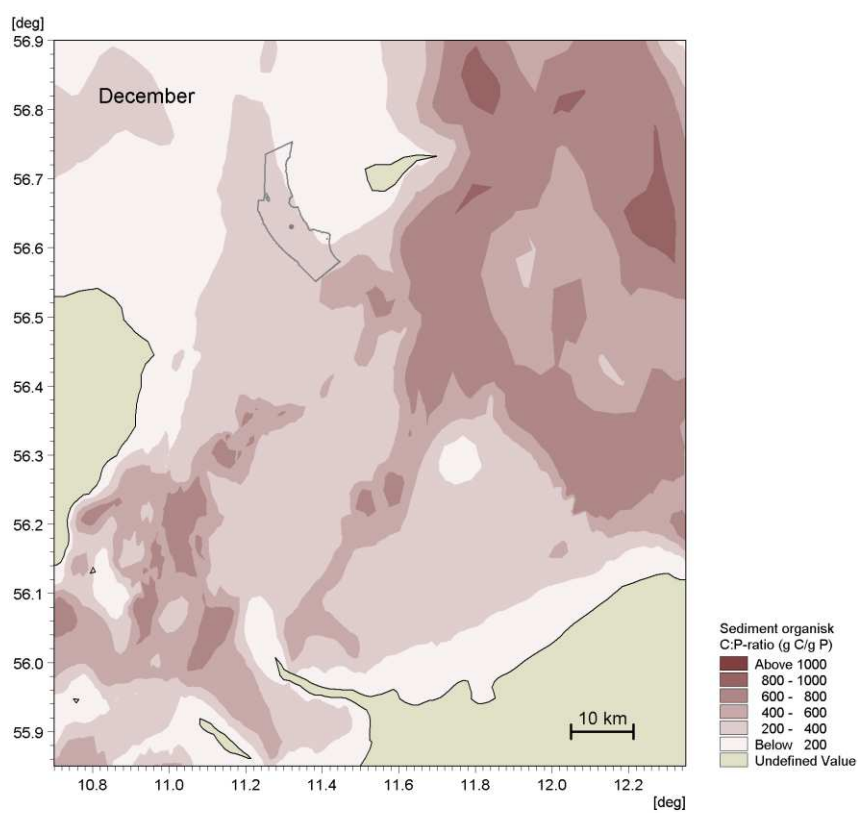 [deg]
56.9
December
56.8
56.7
56.6
56.5
56.4
56.3
56.2
56.1
56.0
55.9
10 km
10.8 11.0 11.2 11.4 11.6 11.8 12.0 12.2
[deg]
Sediment organisk
C:P-ratio (g C/g P)
Above 1000
800 - 1000
600 - 800
400 - 600
200 - 400
Below 200
Undefined Value